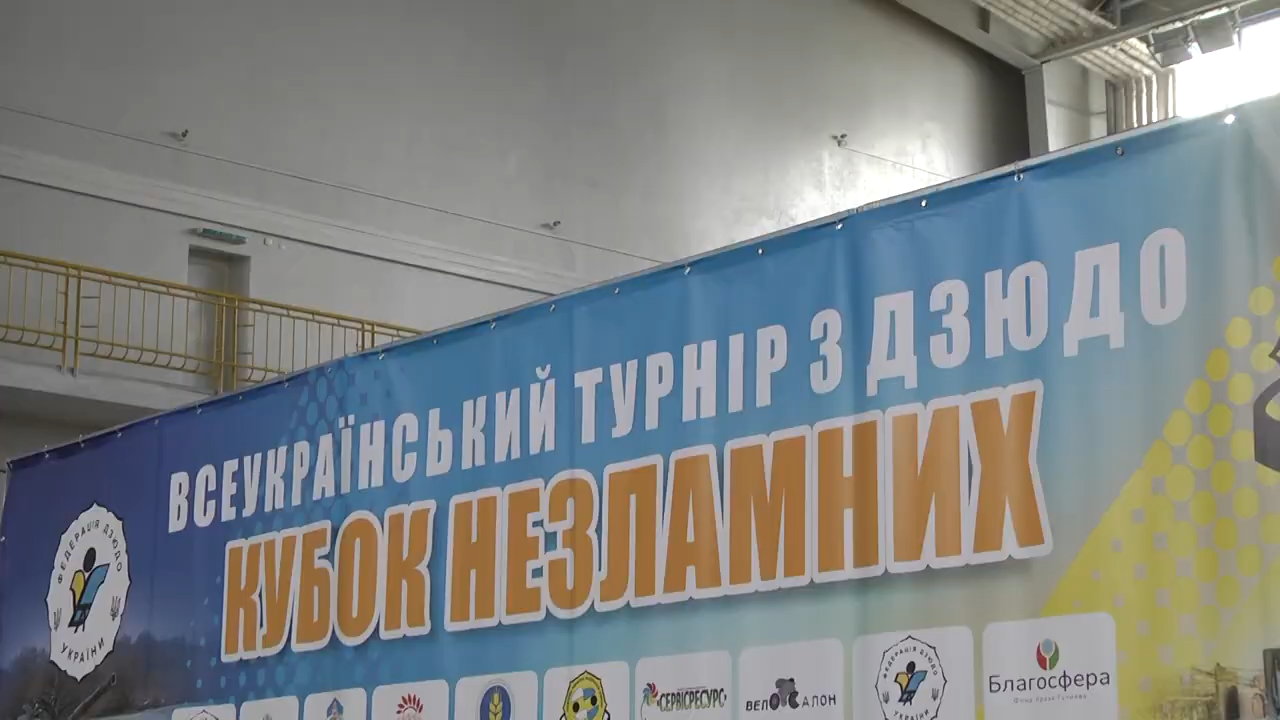 ВСЕУКРАЇНСЬКИЙ ТУРНІР З ДЗЮДО
КУБОК НЕЗЛАМНИХ
ФЕДЕРАЦІЯ ДЗЮДО
УКРАЇНИ
СЕРВІСРЕСУРС
ВЕЛОСАЛОН
ФЕДЕРАЦІЯ ДЗЮДО
УКРАЇНИ
Благосфера